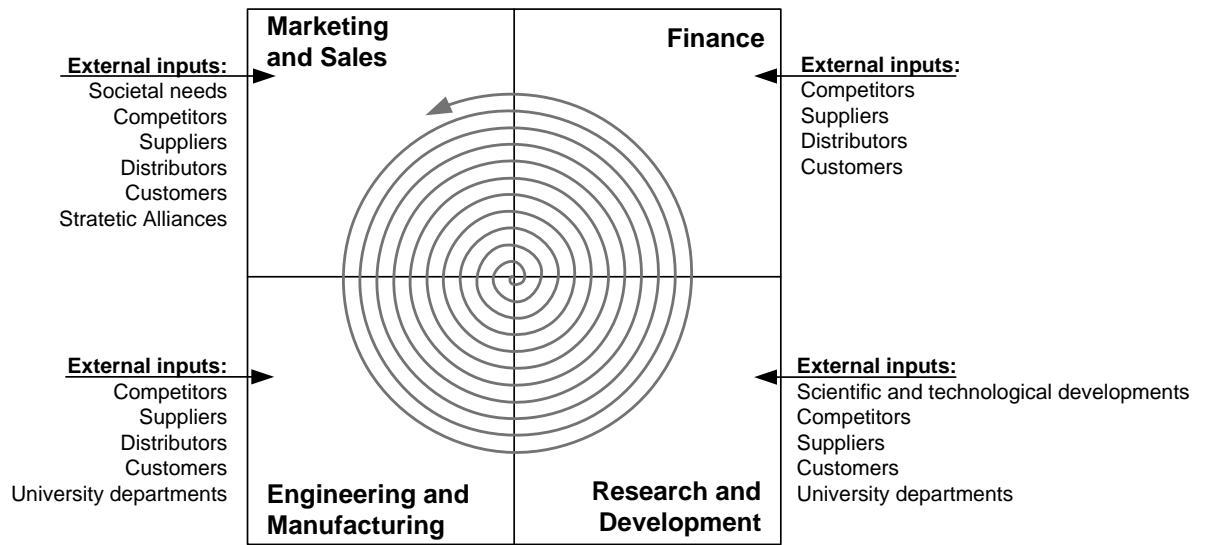 Marketing
and Sales
External inputs:
Societal needs
Competitors
Suppliers
Distributors
Customers
Stratetic Alliances
Finance
External inputs:
Competitors
Suppliers
Distributors
Customers
External inputs:
Competitors
Suppliers
Distributors
Customers
University departments
Engineering and
Manufacturing
External inputs:
Scientific and technological developments
Competitors
Suppliers
Customers
University departments
Research and
Development